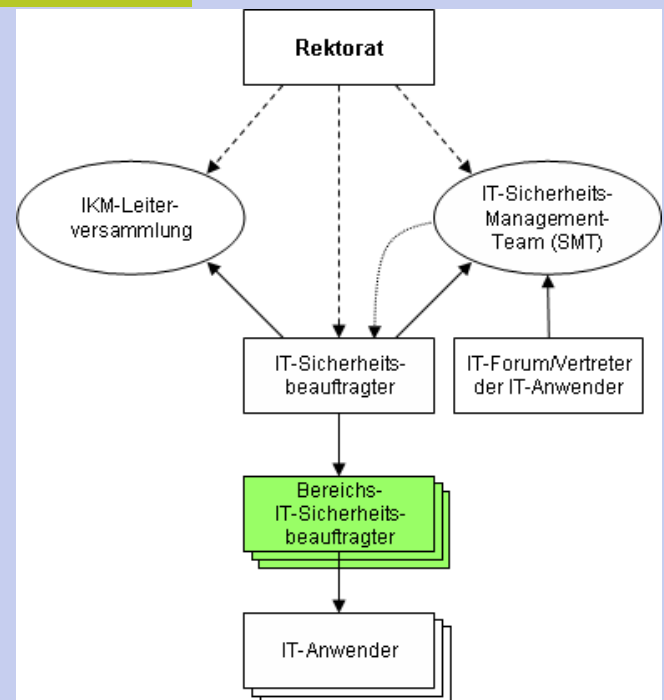 Rektorat
IKM-Leiter-
versammlung
IT-Sicherheits-
Management-
Team (SMT)
IT-Sicherheits-
beauftragter
IT-Forum/Vertreter
der IT-Anwender
Bereichs-
IT-Sicherheits-
beauftragter
IT-Anwender